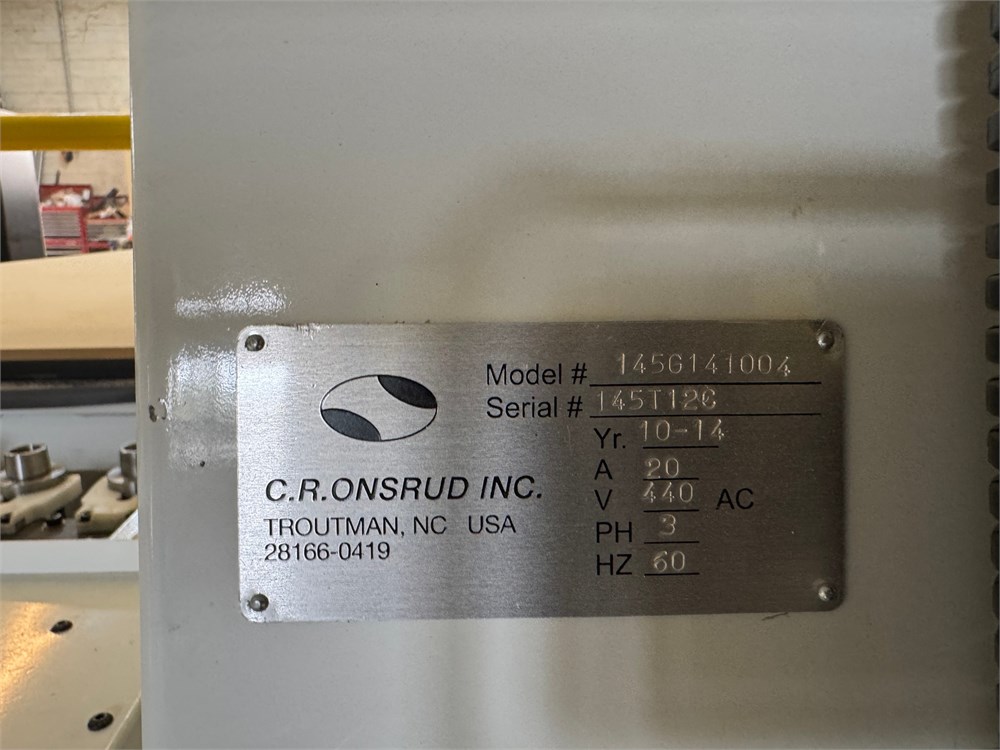 Model # 145G141004
Serial # 145T12G
Yr. 10-14
A 20
V 440 AC
PH 3
HZ 60
C.R.ONSRUD INC.
TROUTMAN, NC USA
28166-0419